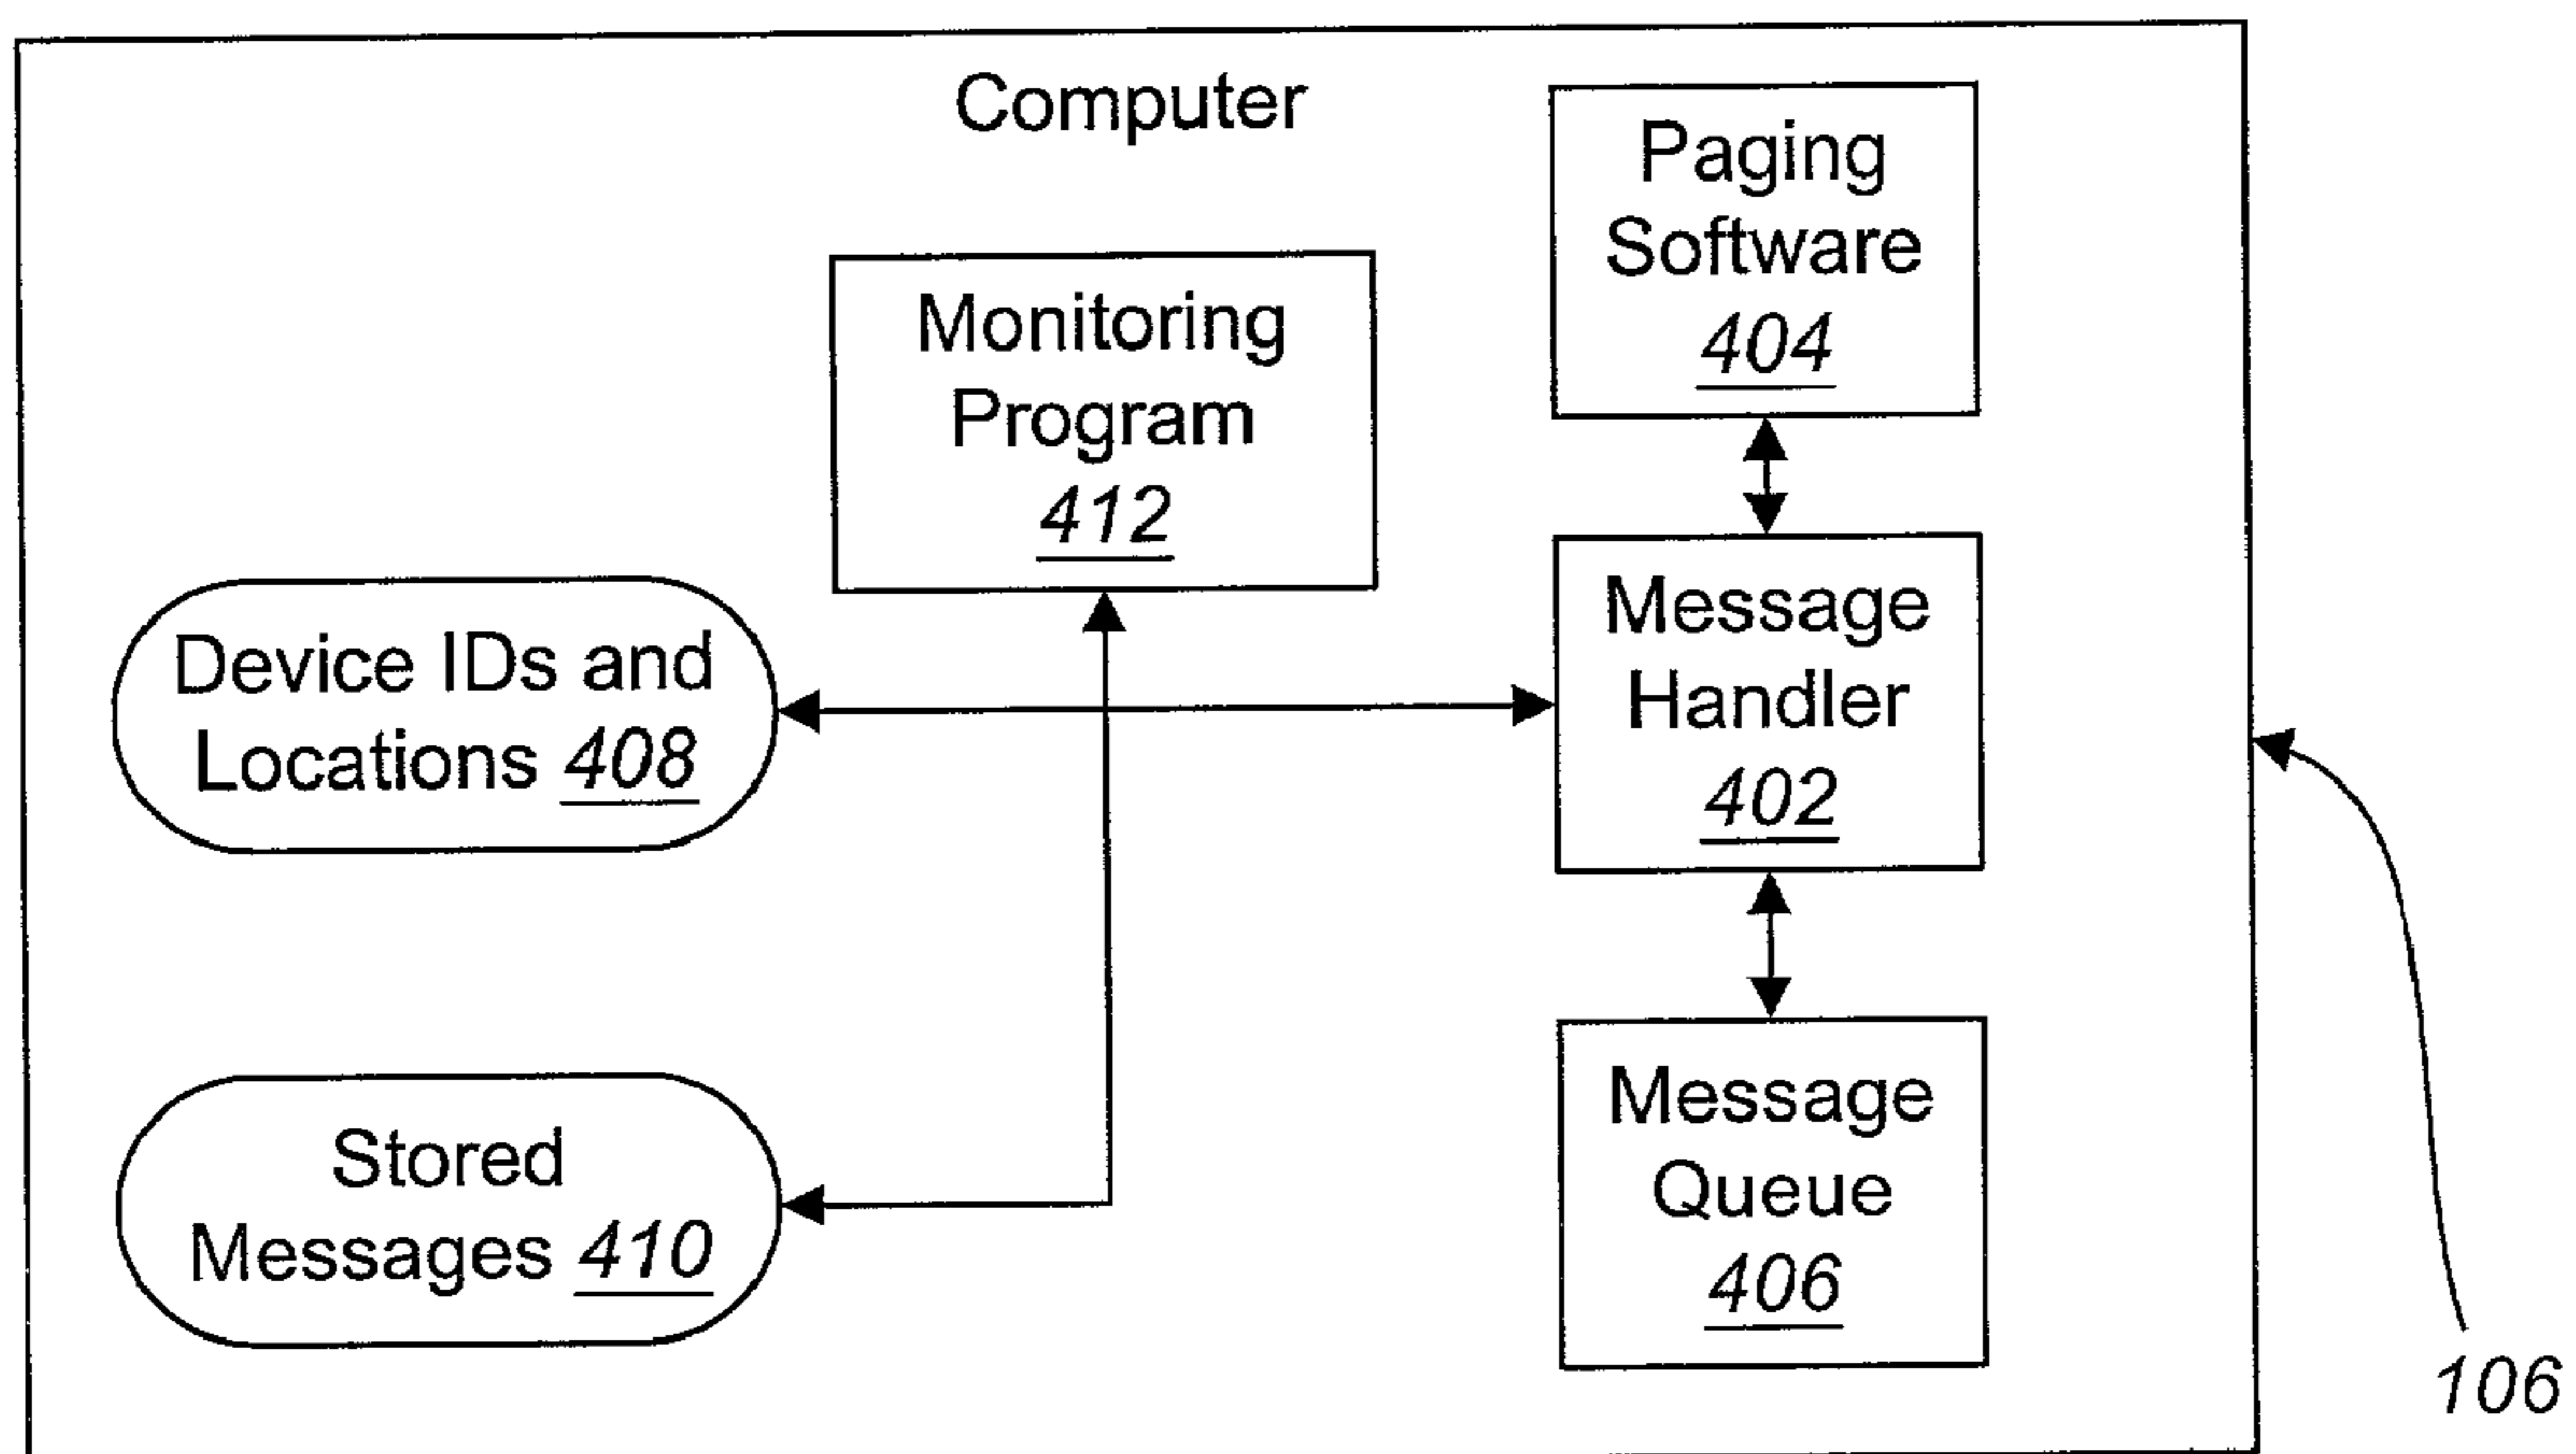 Computer
Paging
Software
404
Monitoring
Program
412
Message
Handler
402
Device IDs and
Locations 408
Message
Queue
406
Stored
Messages 410
106